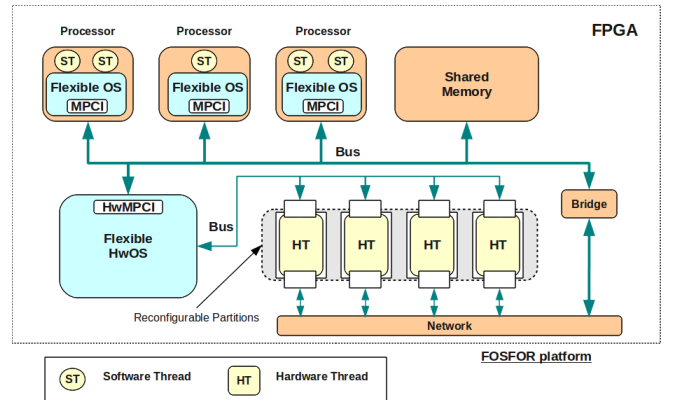 FPGA
Processor
Processor
Processor
ST
ST
ST
ST
ST
Flexible OS
Flexible OS
Flexible OS
MPCI
MPCI
MPCI
Shared
Memory
Bus
HwMPCI
Flexible
HwOS
Bus
Bridge
HT
HT
HT
HT
Reconfigurable Partitions
Network
FOSFOR platform
ST
Software Thread
HT
Hardware Thread